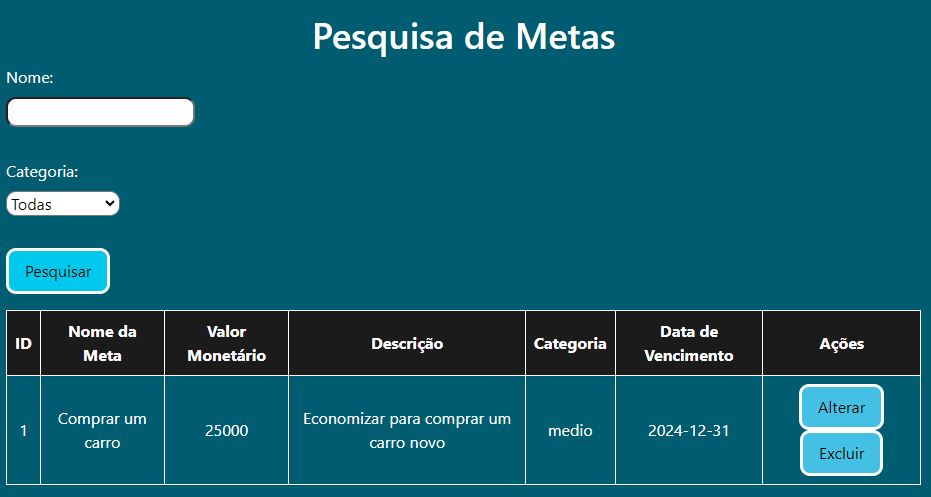 Pesquisa de Metas
Nome:
Categoria:
Todas
Pesquisar
ID
Nome da
Meta
Valor
Monetário
Descrição
Categoria
Data de
Vencimento
Ações
1
Comprar um
carro
25000
Economizar para comprar um
carro novo
medio
2024-12-31
Alterar
Excluir